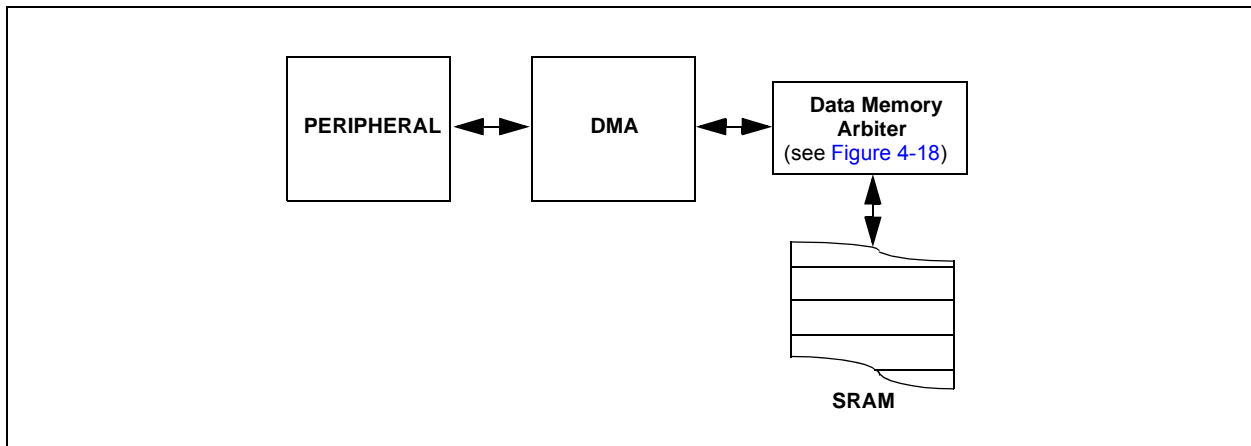 PERIPHERAL
DMA
Data Memory
Arbiter
(see Figure 4-18)
SRAM